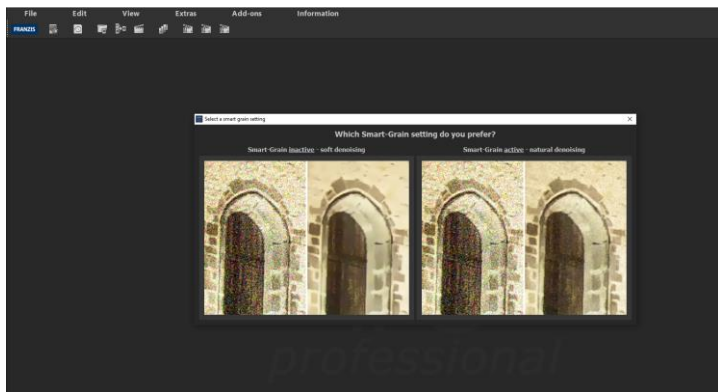 File Edit View Extras Add-ons Information
FRANZIS
Select a smart grain setting
Which Smart-Grain setting do you prefer?
Smart-Grain inactive - soft denoising Smart-Grain active - natural denoising
professional